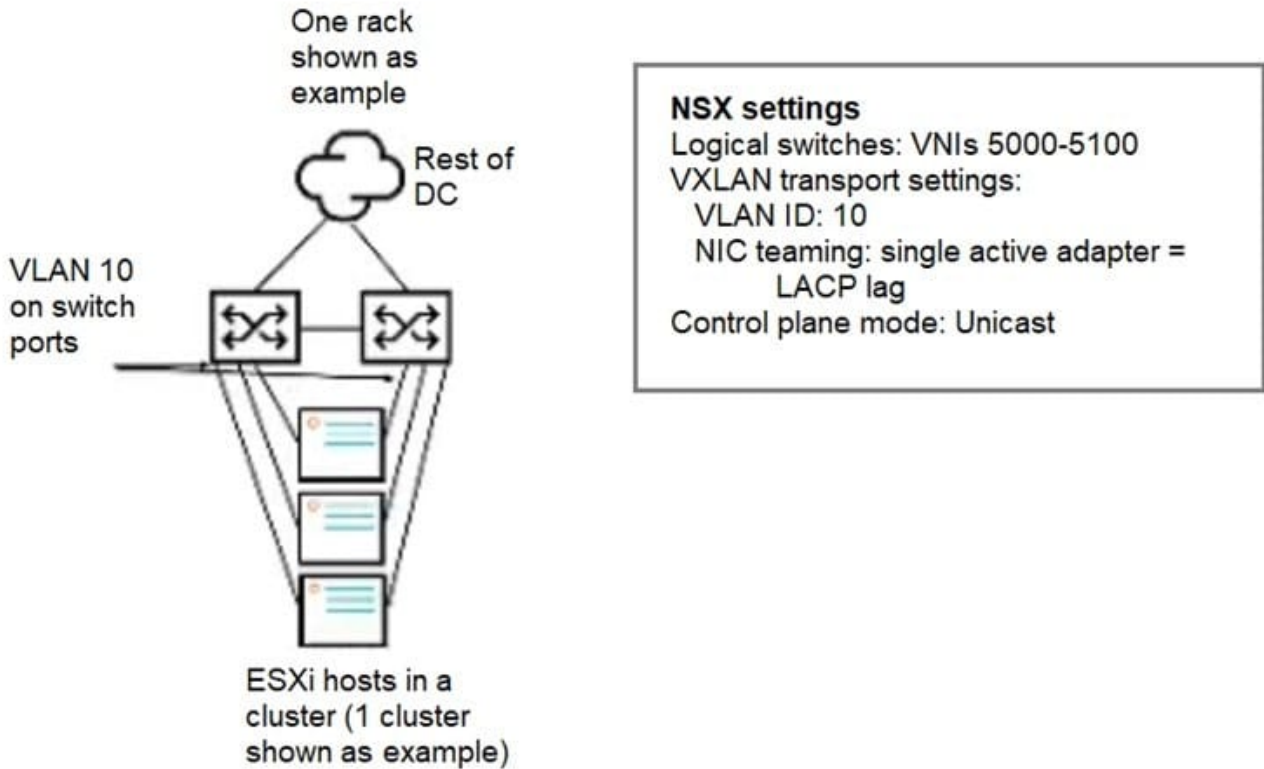 One rack
shown as
example
Rest of
DC
VLAN 10
on switch
ports
ESXi hosts in a
cluster (1 cluster
shown as example)
NSX settings
Logical switches: VNIs 5000-5100
VXLAN transport settings:
VLAN ID: 10
NIC teaming: single active adapter =
LACP lag
Control plane mode: Unicast